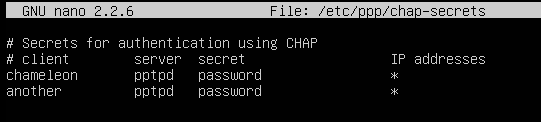 GNU nano 2.2.6 File: /etc/ppp/chap-secrets
# Secrets for authentication using CHAP
# client server secret IP addresses
chameleon pptpd password *
another pptpd password *